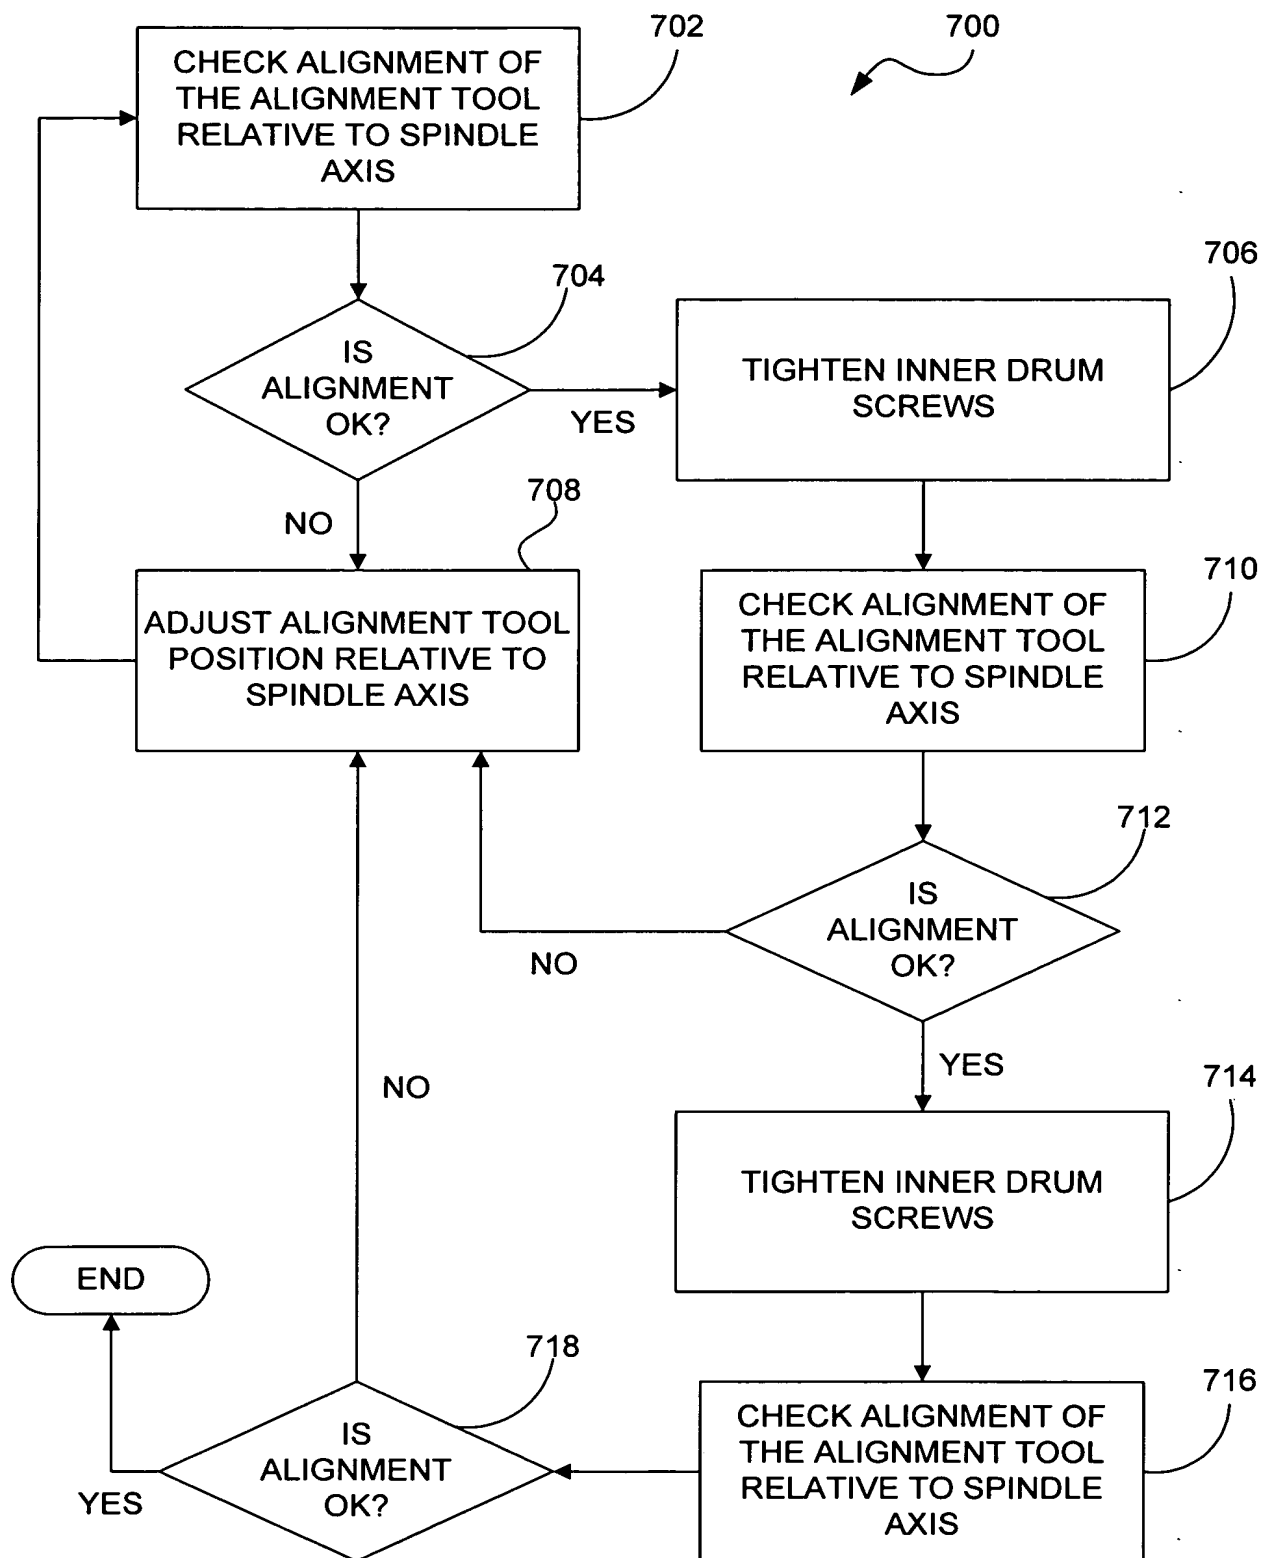 702
700
CHECK ALIGNMENT OF
THE ALIGNMENT TOOL
RELATIVE TO SPINDLE
AXIS
704
706
IS
ALIGNMENT
OK?
YES
TIGHTEN INNER DRUM
SCREWS
NO
708
710
ADJUST ALIGNMENT TOOL
POSITION RELATIVE TO
SPINDLE AXIS
CHECK ALIGNMENT OF
THE ALIGNMENT TOOL
RELATIVE TO SPINDLE
AXIS
712
IS
ALIGNMENT
OK?
NO
YES
NO
714
TIGHTEN INNER DRUM
SCREWS
END
718
716
IS
ALIGNMENT
OK?
YES
CHECK ALIGNMENT OF
THE ALIGNMENT TOOL
RELATIVE TO SPINDLE
AXIS